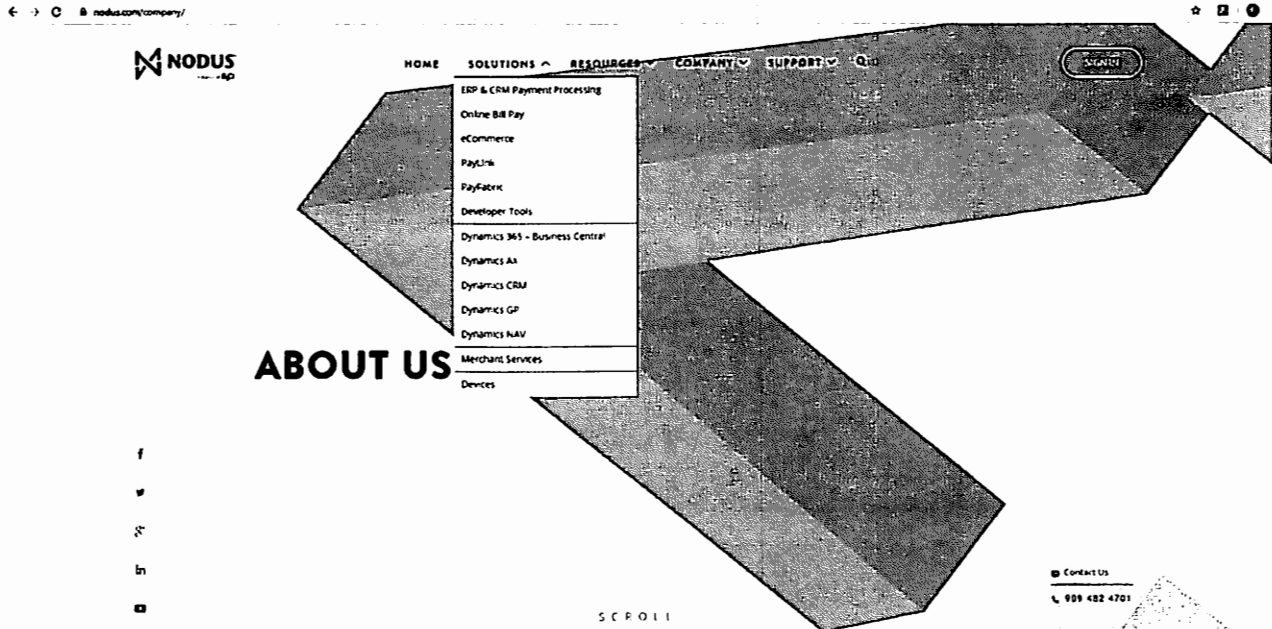 nodus.com/company/
NODUS
HOME SOLUTIONS RESOURCES COMPANY SUPPORT
SIGNUP
ERP & CRM Payment Processing
Online Bill Pay
eCommerce
PayLink
PayFabric
Developer Tools
Dynamics 365 – Business Central
Dynamics AX
Dynamics CRM
Dynamics GP
Dynamics NAV
Merchant Services
Devices
ABOUT US
Contact Us
909 482 4701
SCROLL